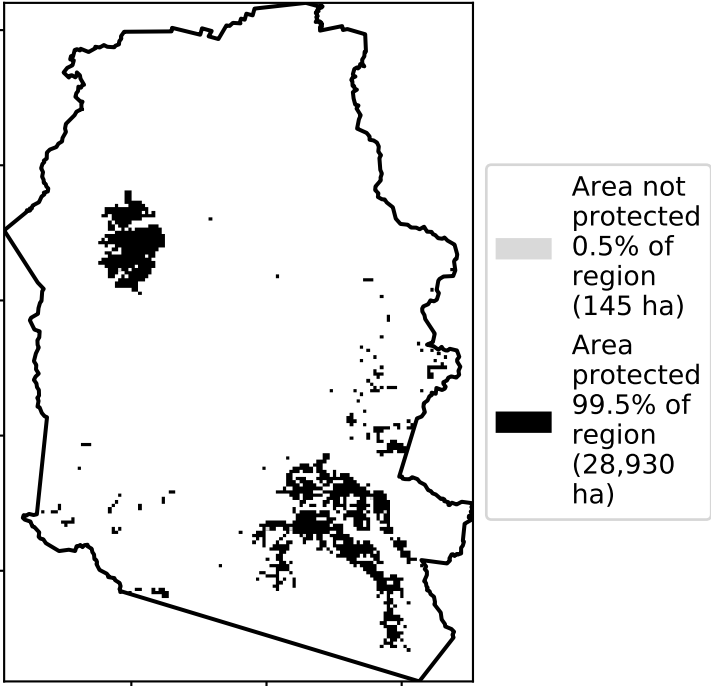 Area not
protected
0.5% of
region
(145 ha)
Area
protected
99.5% of
region
(28,930
ha)